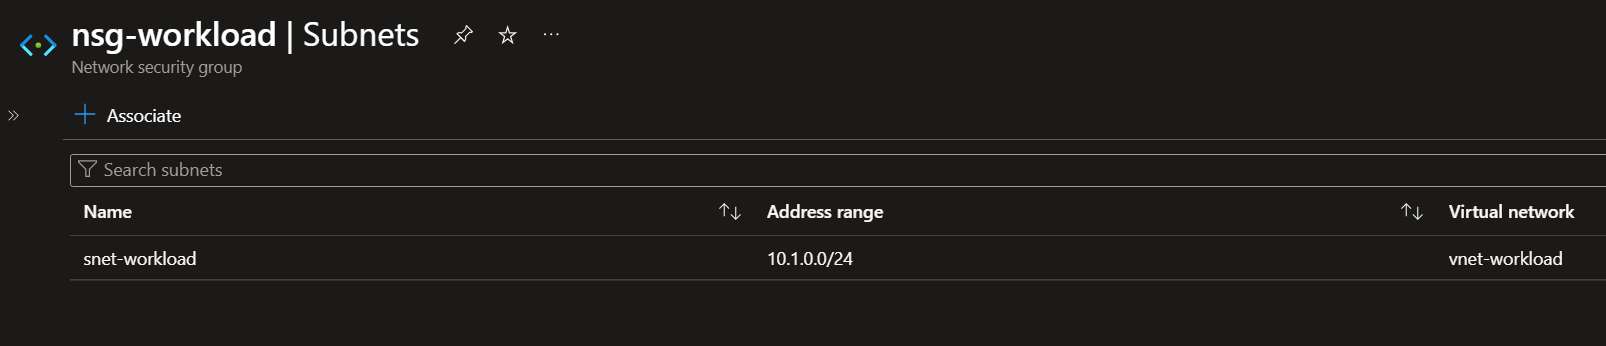 nsg-workload | Subnets
Network security group
Associate
Search subnets
Name Address range Virtual network
snet-workload 10.1.0.0/24 vnet-workload